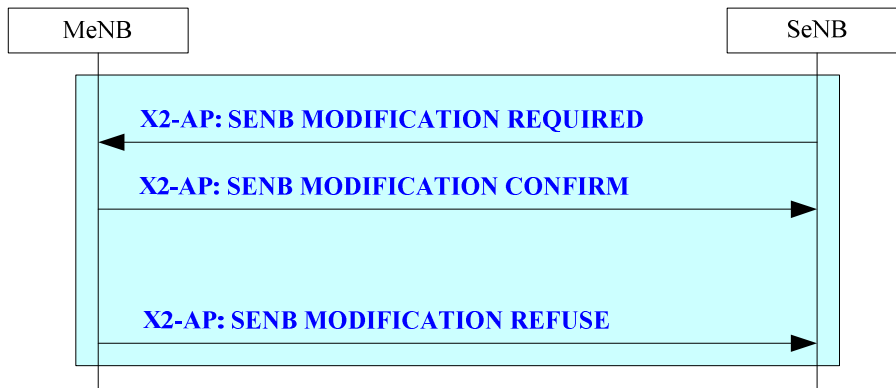 MeNB
SeNB
X2-AP: SENB MODIFICATION REQUIRED
X2-AP: SENB MODIFICATION CONFIRM
X2-AP: SENB MODIFICATION REFUSE